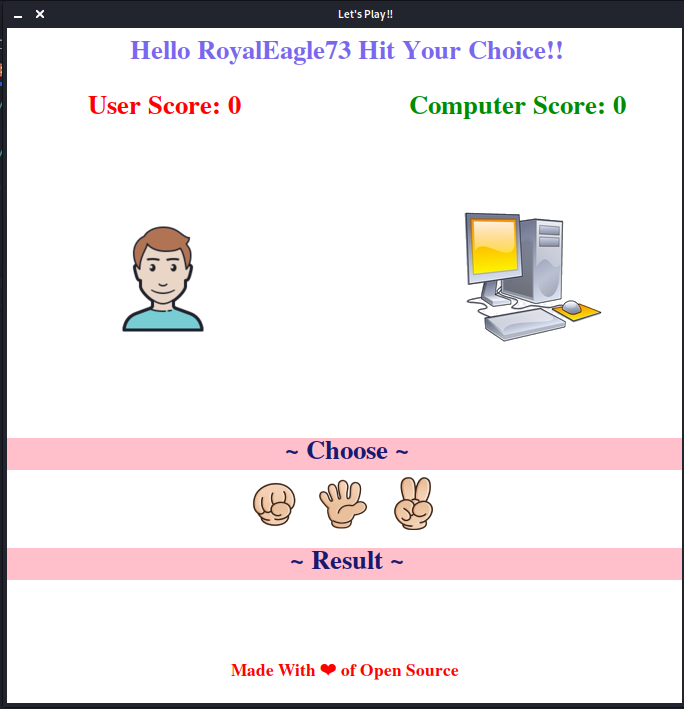 Let's Play!!
Hello RoyalEagle73 Hit Your Choice!!
User Score: 0 Computer Score: 0
~ Choose ~
~ Result ~
Made With ❤ of Open Source